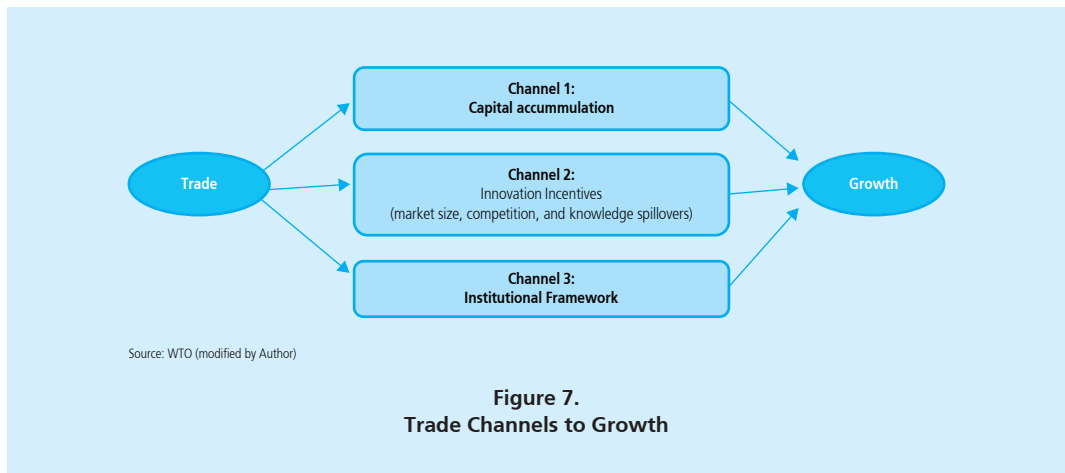 Channel 1:
Capital accummulation
Trade
Channel 2:
Innovation Incentives
(market size, competition, and knowledge spillovers)
Growth
Channel 3:
Institutional Framework
Source: WTO (modified by Author)
Figure 7.
Trade Channels to Growth